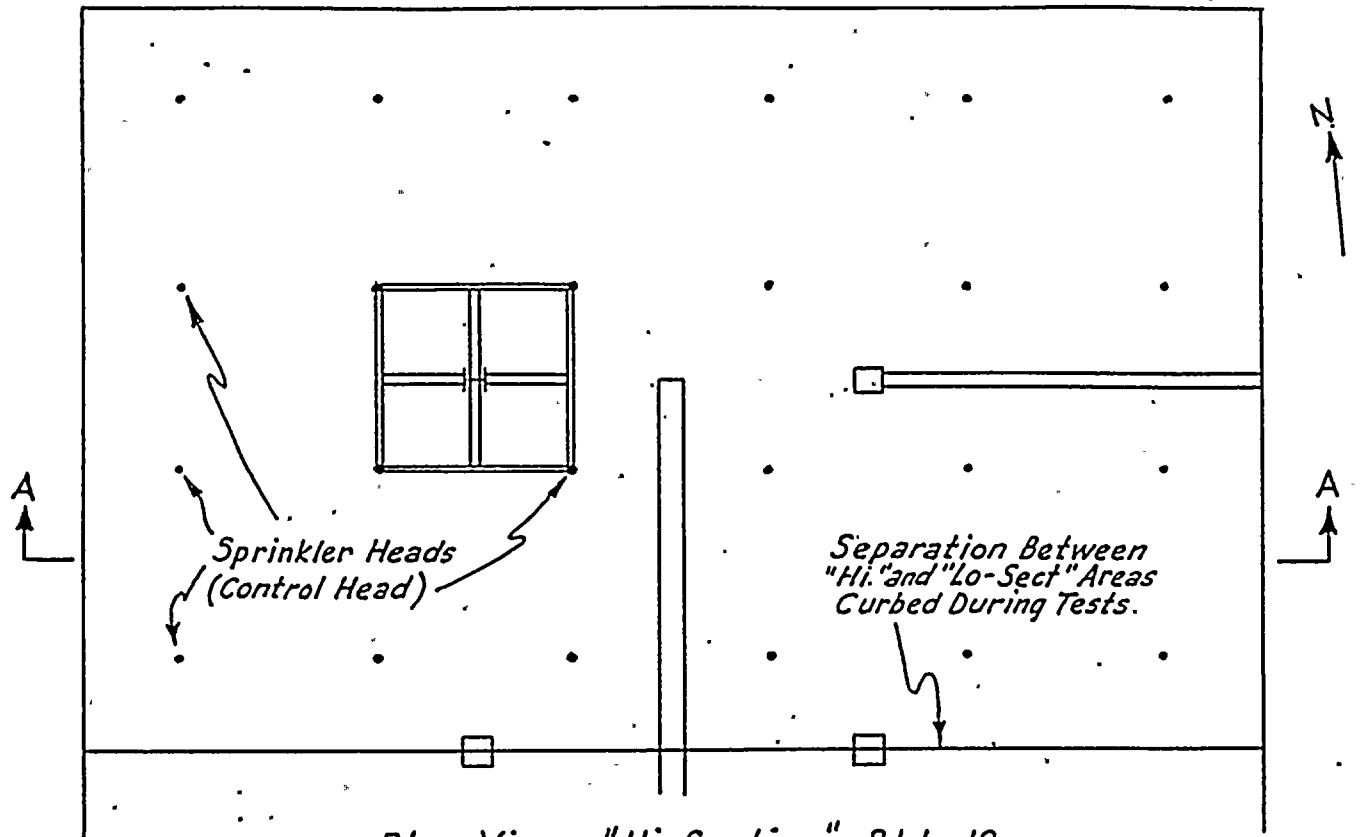 N.
A
A
Sprinkler Heads
(Control Head)
Separation Between
"Hi." and "Lo-Sect" Areas
Curbed During Tests.